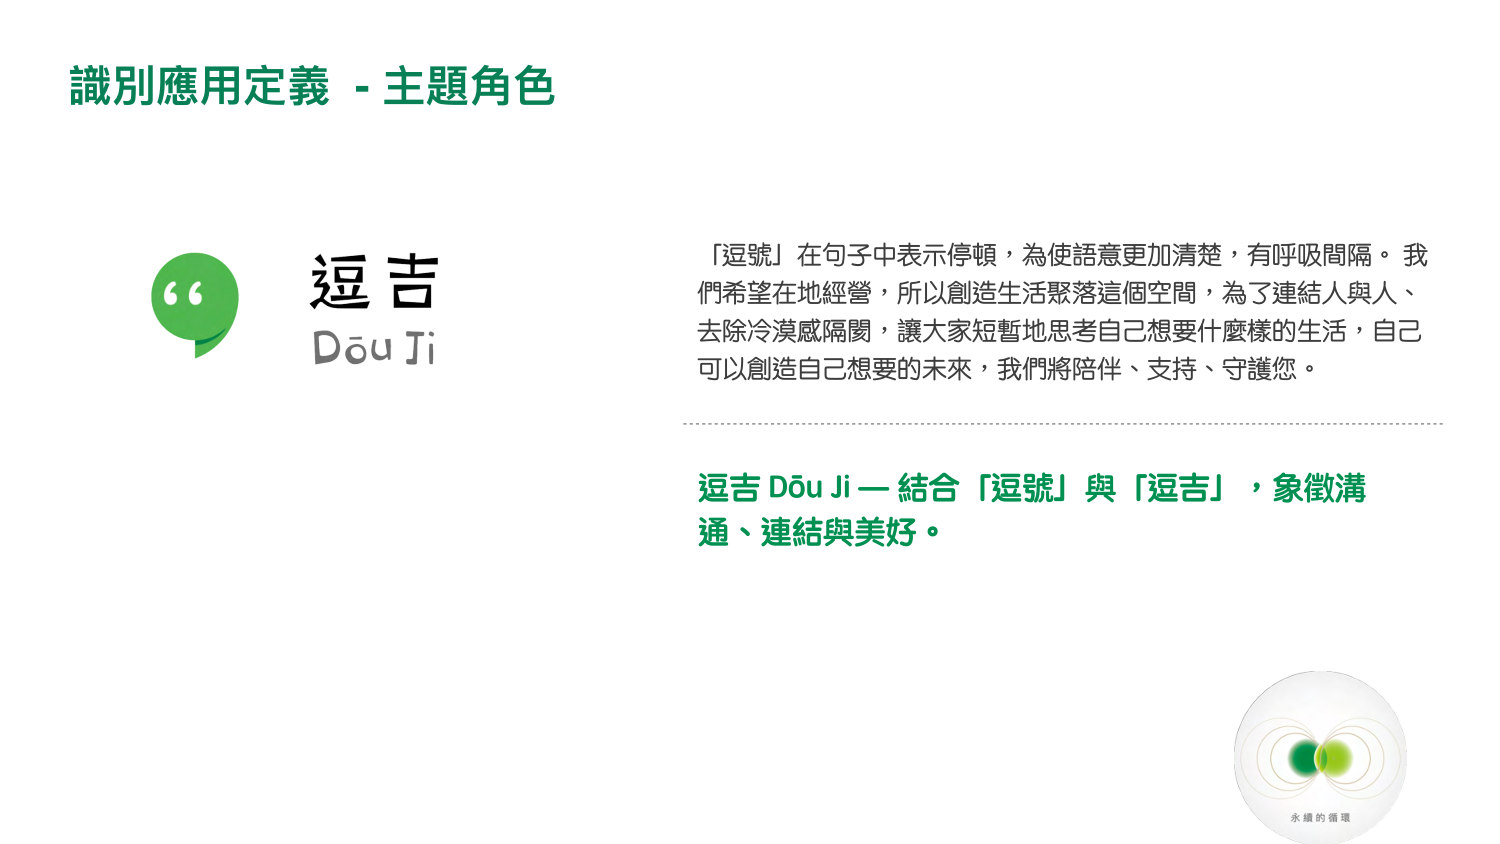 識別應用定義 - 主題角色
逗吉
Dōu Ji
「逗號」在句子中表示停頓，為使語意更加清楚，有呼吸間隔。 我
們希望在地經營，所以創造生活聚落這個空間，為了連結人與人、
去除冷漠感隔閡，讓大家短暫地思考自己想要什麼樣的生活，自己
可以創造自己想要的未來，我們將陪伴、支持、守護您。
逗吉 Dōu Ji — 結合「逗號」與「逗吉」，象徵溝
通、連結與美好。
永續的循環